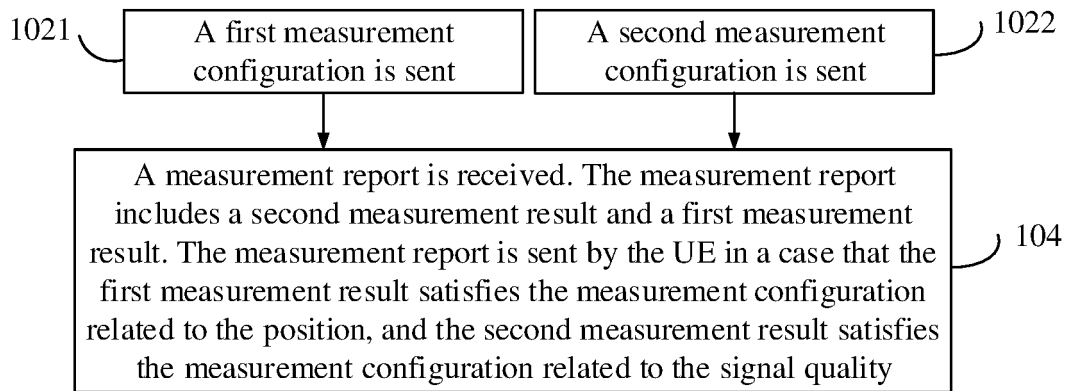 1021
A first measurement
configuration is sent
A second measurement
configuration is sent
1022
A measurement report is received. The measurement report
includes a second measurement result and a first measurement
result. The measurement report is sent by the UE in a case that the
first measurement result satisfies the measurement configuration
related to the position, and the second measurement result satisfies
the measurement configuration related to the signal quality
104